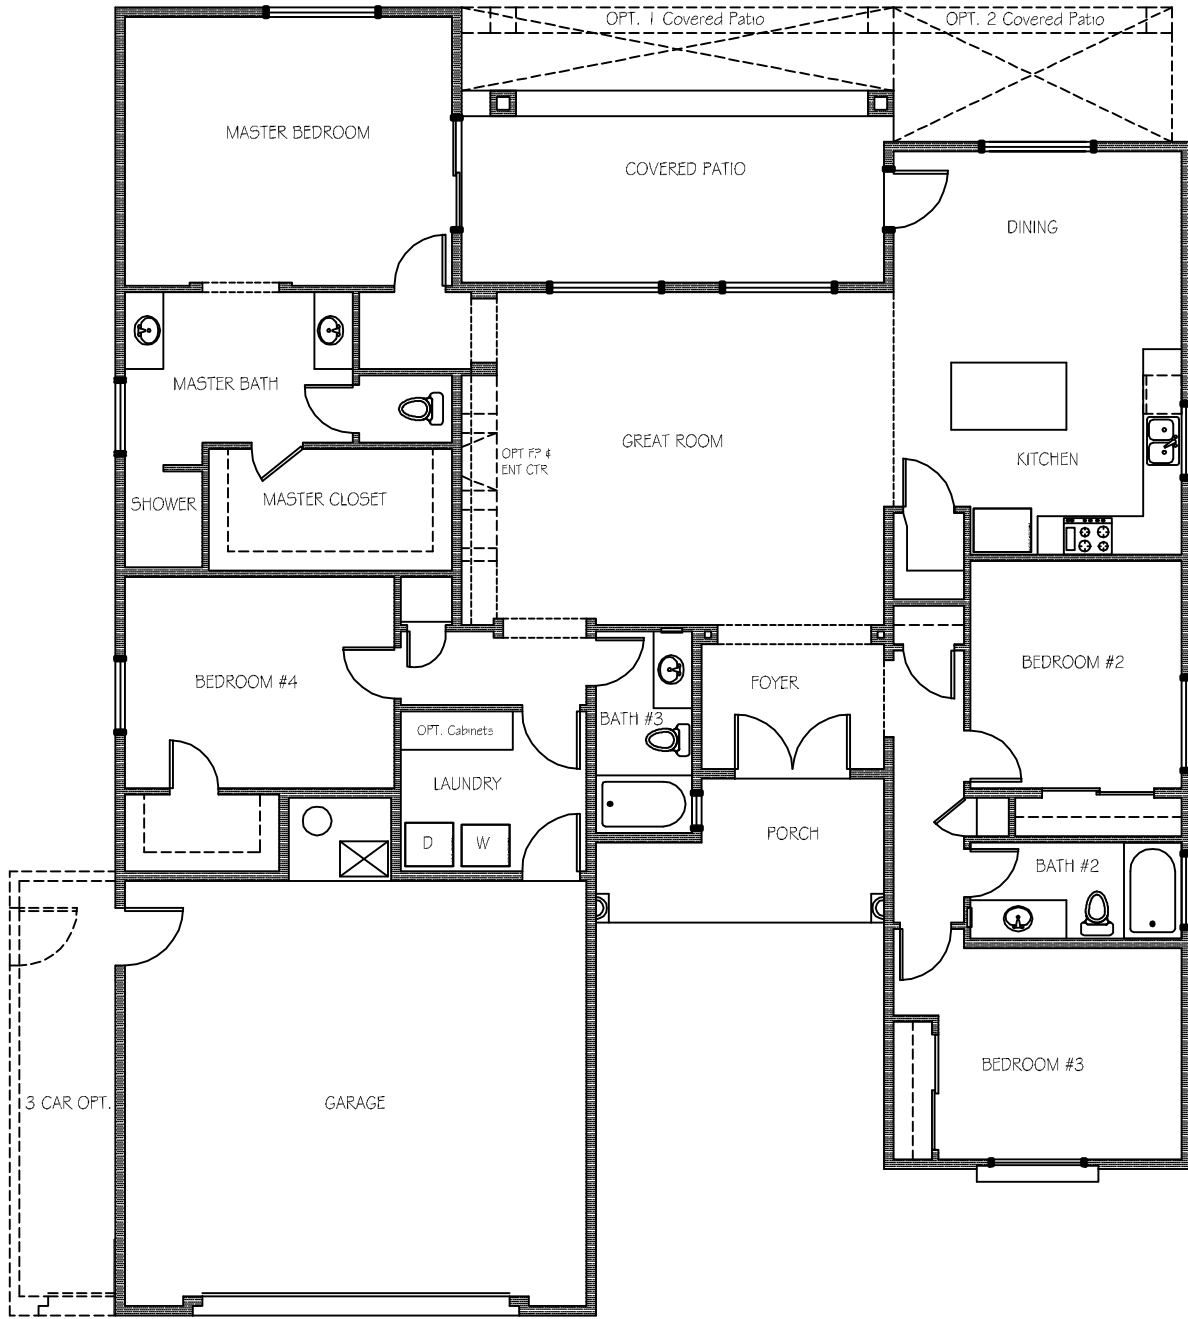 OPT. 1 Covered Patio
OPT. 2 Covered Patio
MASTER BEDROOM
COVERED PATIO
DINING
MASTER BATH
GREAT ROOM
OPT F.P &
ENT CTR
KITCHEN
SHOWER
MASTER CLOSET
BEDROOM #4
FOYER
BEDROOM #2
BATH #3
OPT. Cabinets
LAUNDRY
D
W
PORCH
BATH #2
BEDROOM #3
3 CAR OPT.
GARAGE